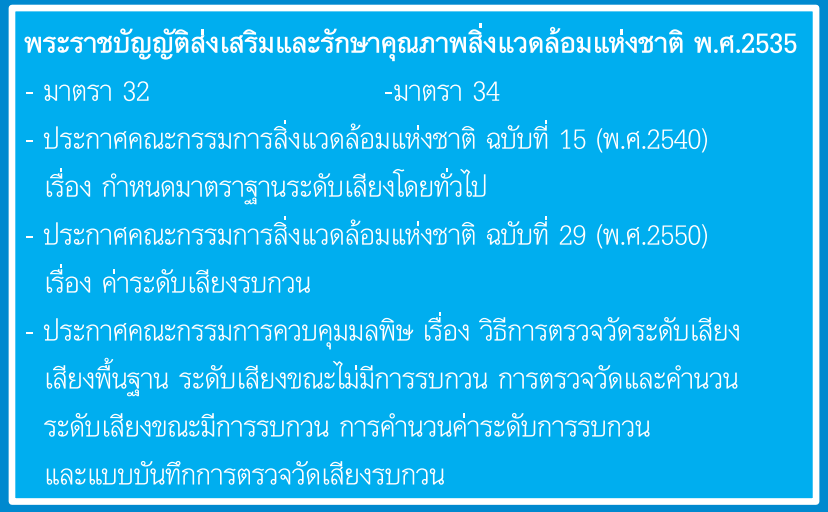 พระราชบัญญัติส่งเสริมและรักษาคุณภาพสิ่งแวดล้อมแห่งชาติ พ.ศ.2535
- มาตรา 32 -มาตรา 34
- ประกาศคณะกรรมการสิ่งแวดล้อมแห่งชาติ ฉบับที่ 15 (พ.ศ.2540)
เรื่อง กำหนดมาตราฐานระดับเสียงโดยทั่วไป
- ประกาศคณะกรรมการสิ่งแวดล้อมแห่งชาติ ฉบับที่ 29 (พ.ศ.2550)
เรื่อง ค่าระดับเสียงรบกวน
- ประกาศคณะกรรมการควบคุมมลพิษ เรื่อง วิธีการตรวจวัดระดับเสียง
เสียงพื้นฐาน ระดับเสียงขณะไม่มีการรบกวน การตรวจวัดและคำนวน
ระดับเสียงขณะมีการรบกวน การคำนวนค่าระดับการรบกวน
และแบบบันทึกการตรวจวัดเสียงรบกวน